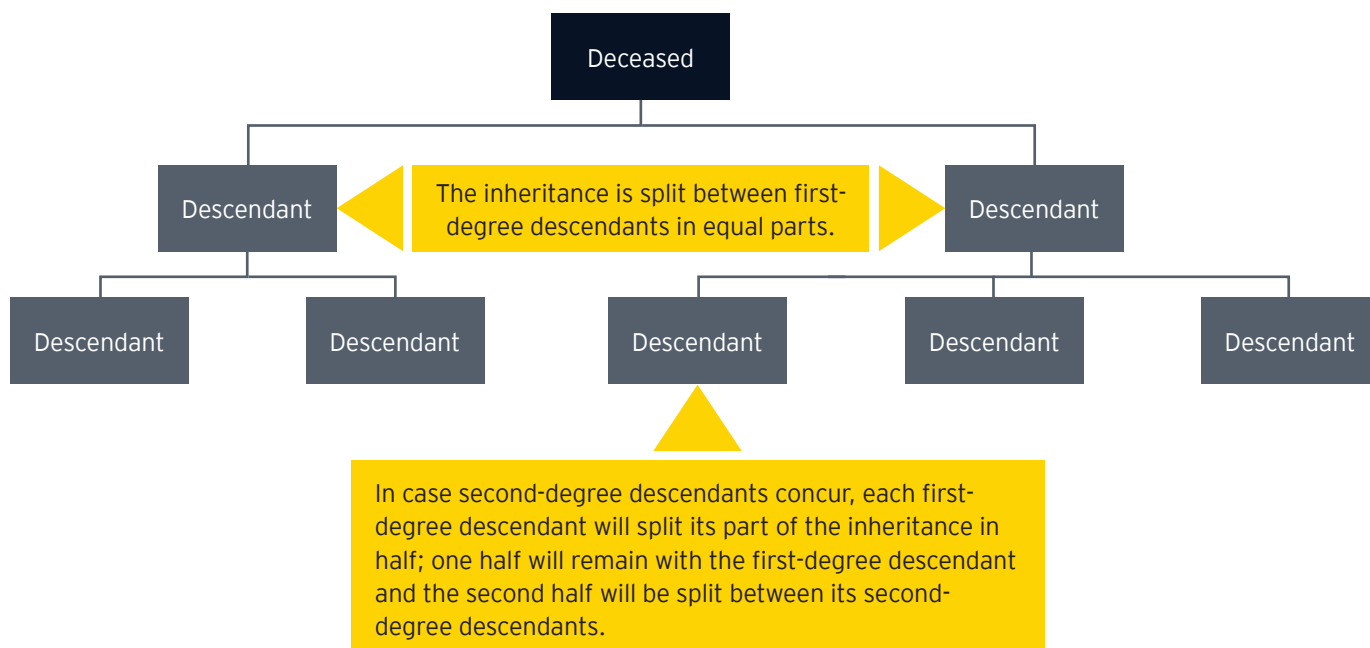 Deceased
Descendant
The inheritance is split between first-
degree descendants in equal parts.
Descendant
Descendant
Descendant
Descendant
Descendant
Descendant
In case second-degree descendants concur, each first-
degree descendant will split its part of the inheritance in
half; one half will remain with the first-degree descendant
and the second half will be split between its second-
degree descendants.